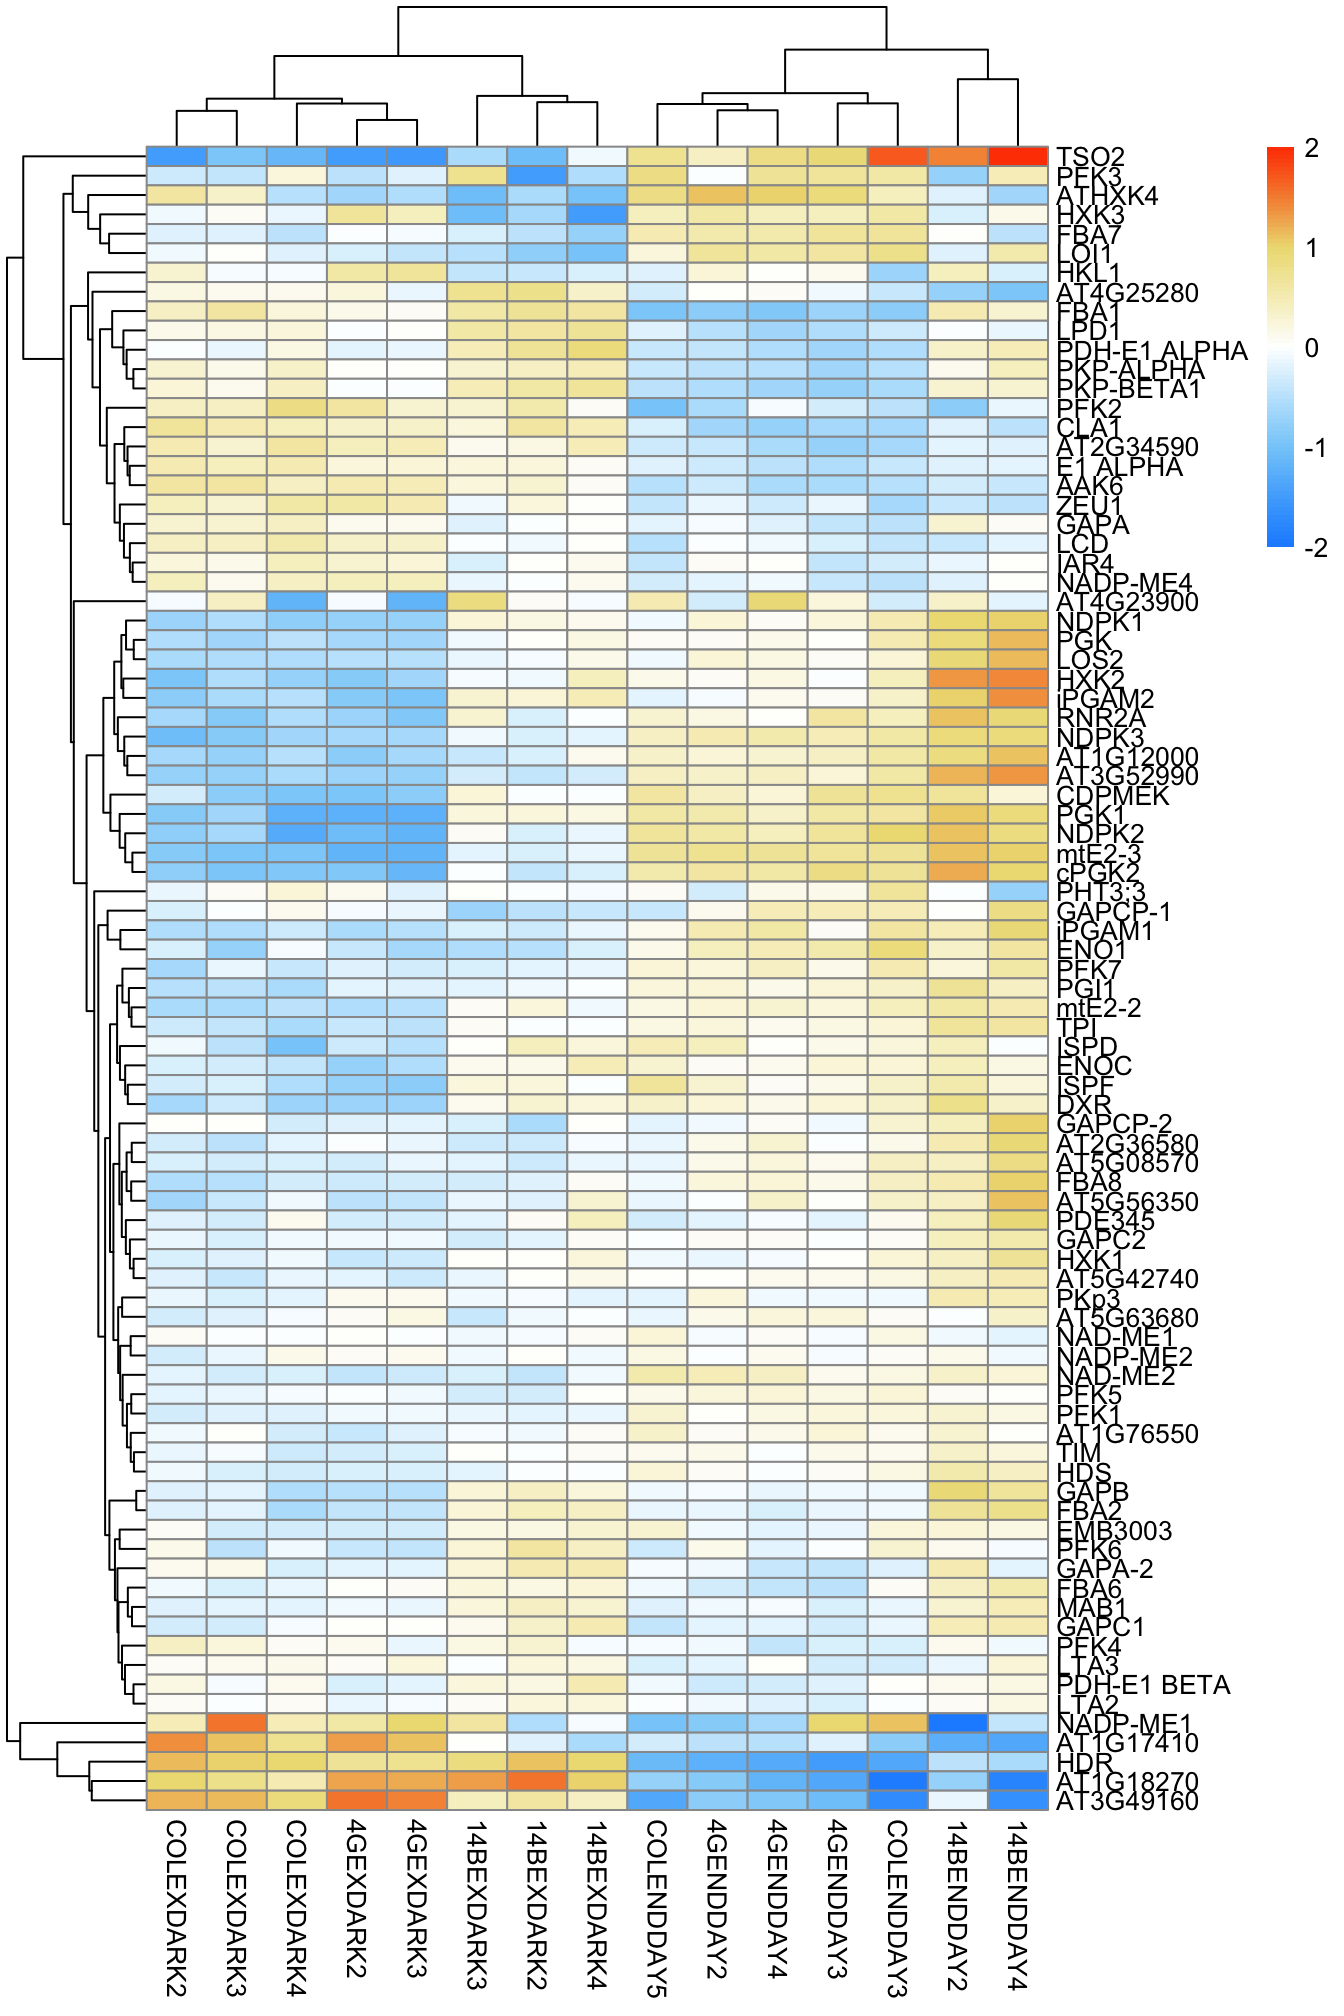 TSO2
PFK3
ATHXK4
HXK3
FBA7
LOI1
HKL1
AT4G25280
FBA1
LPD1
PDH-E1 ALPHA
PKP-ALPHA
PKP-BETA1
PFK2
CLA1
AT2G34590
E1 ALPHA
AAK6
ZEU1
GAPA
LCD
IAR4
NADP-ME4
AT4G23900
NDPK1
PGK
LOS2
HXK2
iPGAM2
RNR2A
NDPK3
AT1G12000
AT3G52990
CDPMEK
PGK1
NDPK2
mtE2-3
cPGK2
PHT3;3
GAPCP-1
iPGAM1
ENO1
PFK7
PGI1
mtE2-2
TPI
ISPD
ENOC
ISPF
DXR
GAPCP-2
AT2G36580
AT5G08570
FBA8
AT5G56350
PDE345
GAPC2
HXK1
AT5G42740
PKp3
AT5G63680
NAD-ME1
NADP-ME2
NAD-ME2
PFK5
PFK1
AT1G76550
TIM
HDS
GAPB
FBA2
EMB3003
PFK6
GAPA-2
FBA6
MAB1
GAPC1
PFK4
LTA3
PDH-E1 BETA
LTA2
NADP-ME1
AT1G17410
HDR
AT1G18270
AT3G49160
2
1
0
-1
-2
COLEXDARK2
COLEXDARK3
COLEXDARK4
4GEXDARK2
4GEXDARK3
14BEXDARK3
14BEXDARK2
14BEXDARK4
COLENDDAY5
4GENDDAY2
4GENDDAY4
4GENDDAY3
COLENDDAY3
14BENDDAY2
14BENDDAY4